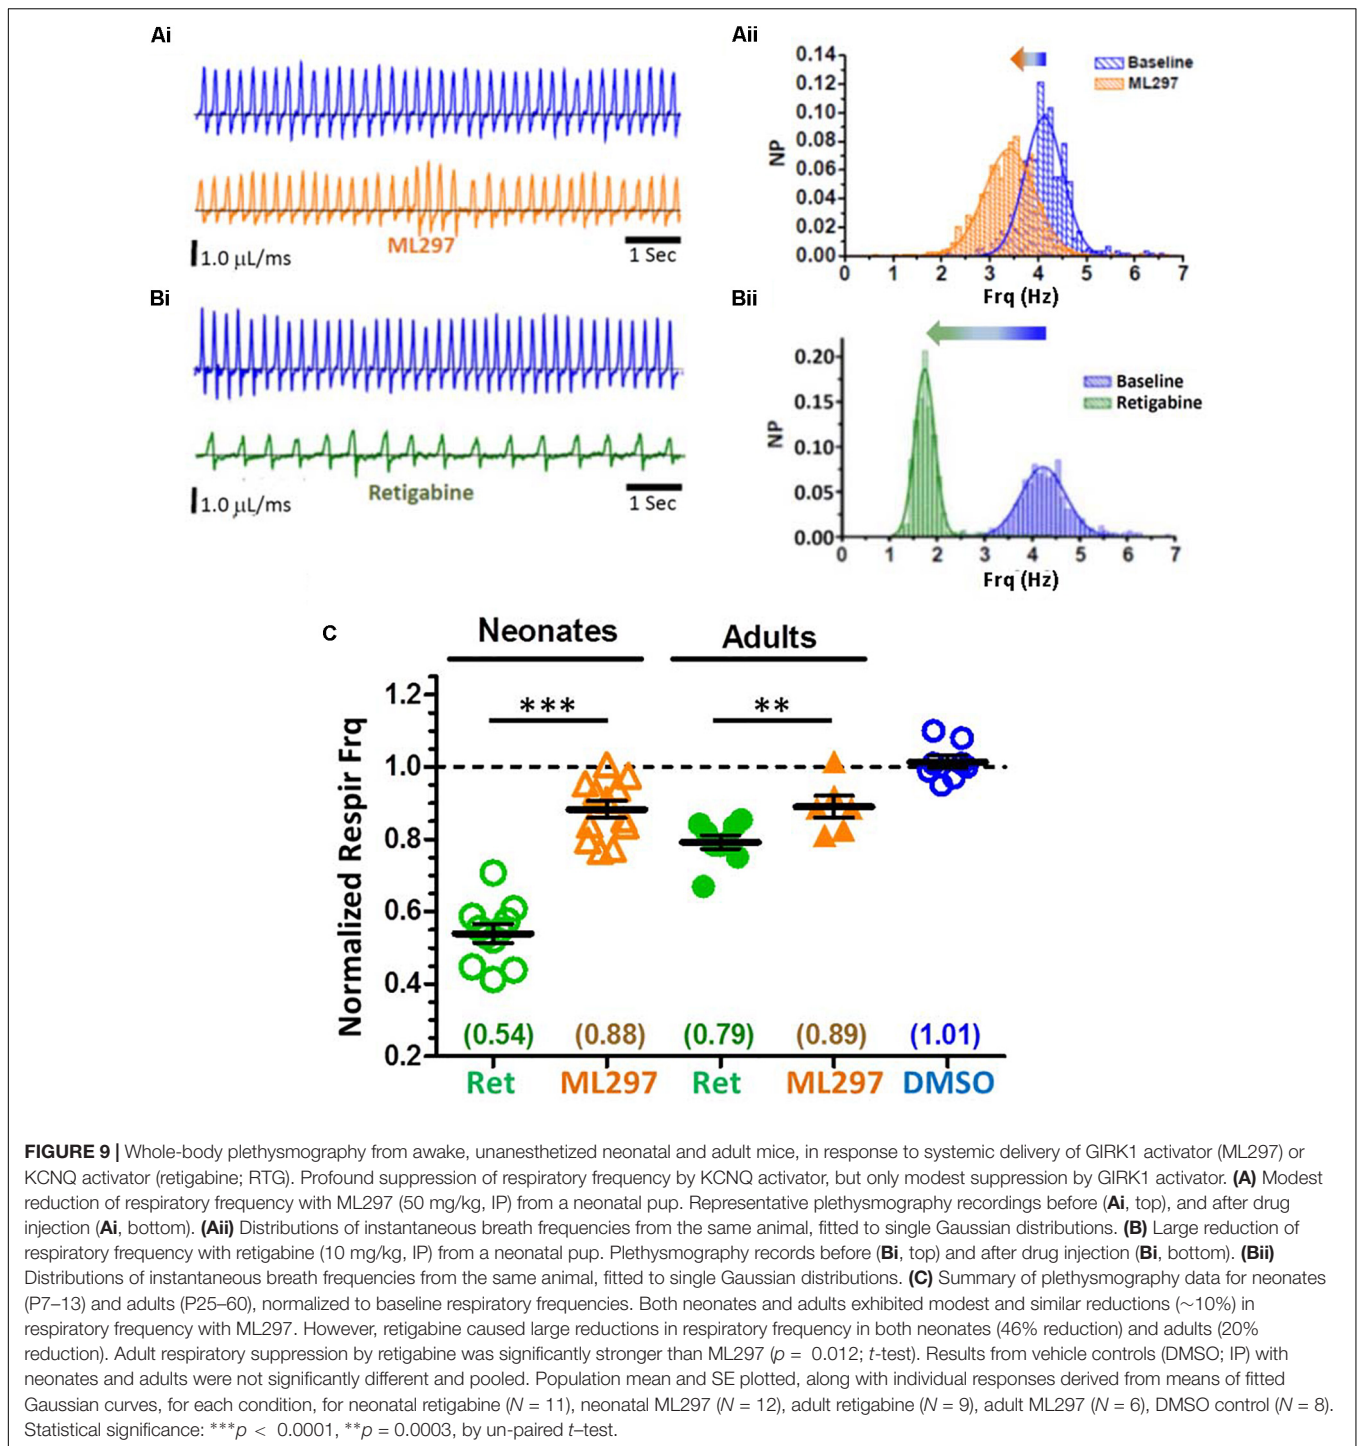 Ai
ML297
1.0 μL/ms
1 Sec
Aii
0.14
0.12
0.10
0.08
0.06
0.04
0.02
0.00
NP
0 1 2 3 4 5 6 7
Frq (Hz)
Baseline
ML297
Bi
Retigabine
1.0 μL/ms
1 Sec
Bii
0.20
0.15
0.10
0.05
0.00
NP
0 1 2 3 4 5 6 7
Frq (Hz)
Baseline
Retigabine
C
Neonates Adults
*** **
Normalized Respir Frq
1.2
1.0
0.8
0.6
0.4
0.2
(0.54) (0.88) (0.79) (0.89) (1.01)
Ret ML297 Ret ML297 DMSO
FIGURE 9 | Whole-body plethysmography from awake, unanesthetized neonatal and adult mice, in response to systemic delivery of GIRK1 activator (ML297) or
KCNQ activator (retigabine; RTG). Profound suppression of respiratory frequency by KCNQ activator, but only modest suppression by GIRK1 activator. (A) Modest
reduction of respiratory frequency with ML297 (50 mg/kg, IP) from a neonatal pup. Representative plethysmography recordings before (Ai, top), and after drug
injection (Ai, bottom). (Aii) Distributions of instantaneous breath frequencies from the same animal, fitted to single Gaussian distributions. (B) Large reduction of
respiratory frequency with retigabine (10 mg/kg, IP) from a neonatal pup. Plethysmography records before (Bi, top) and after drug injection (Bi, bottom). (Bii)
Distributions of instantaneous breath frequencies from the same animal, fitted to single Gaussian distributions. (C) Summary of plethysmography data for neonates
(P7–13) and adults (P25–60), normalized to baseline respiratory frequencies. Both neonates and adults exhibited modest and similar reductions (∼10%) in
respiratory frequency with ML297. However, retigabine caused large reductions in respiratory frequency in both neonates (46% reduction) and adults (20%
reduction). Adult respiratory suppression by retigabine was significantly stronger than ML297 (p = 0.012; t-test). Results from vehicle controls (DMSO; IP) with
neonates and adults were not significantly different and pooled. Population mean and SE plotted, along with individual responses derived from means of fitted
Gaussian curves, for each condition, for neonatal retigabine (N = 11), neonatal ML297 (N = 12), adult retigabine (N = 9), adult ML297 (N = 6), DMSO control (N = 8).
Statistical significance: ***p < 0.0001, **p = 0.0003, by un-paired t–test.